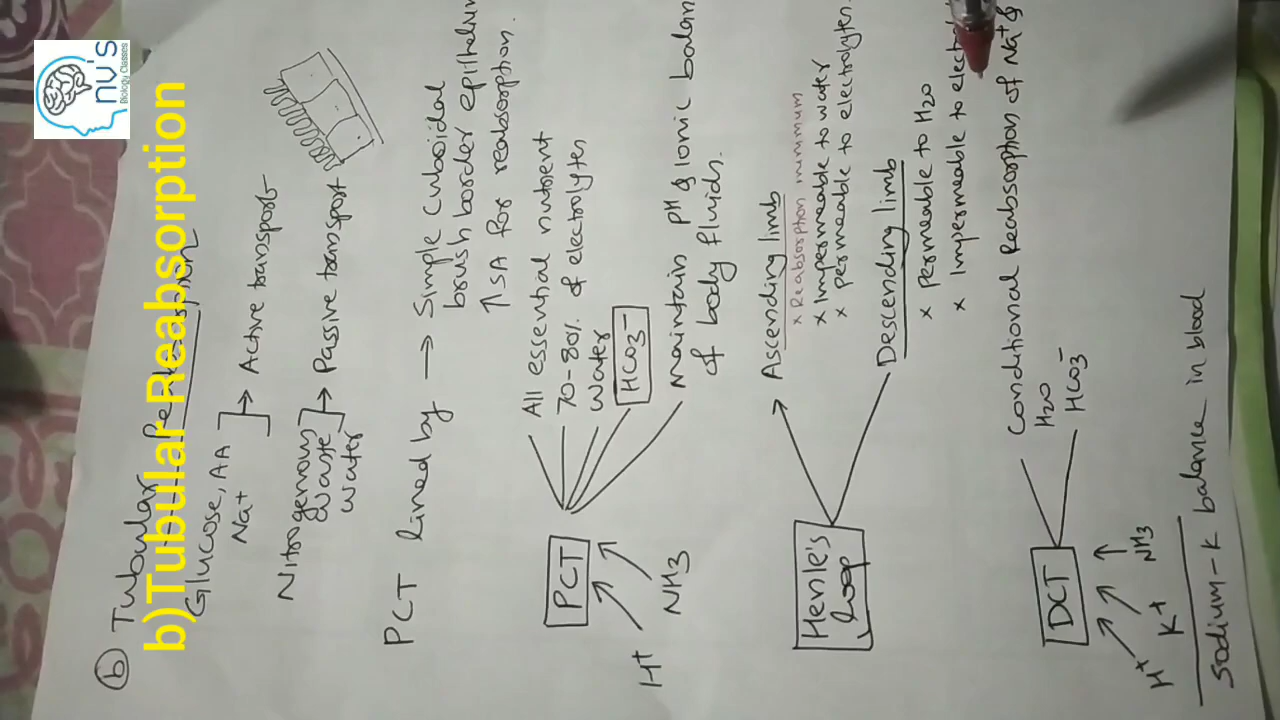 NV'S
Biology Classes
b)Tubular Reabsorption
(b) Tubular Reabsorption
Glucose, AA
Na+
→ Active transport
Nitrogenous
waste
water
→ Passive transport
PCT lined by → Simple cuboidal
brush border epithelium
↑SA for reabsorption.
PCT
All essential nutrient
70-80% of electrolytes
water
HCO3-
maintain pH & Ionic
of body fluids.
H+
NH3
Henle's
loop
Ascending limb
x Reabsorption minimum
x Impermeable to water
x permeable to electrolytes.
Descending limb
x permeable to H2O
x Impermeable to
DCT
Conditional Reabsorption of Na+ &
H2O
HCO3-
H+
K+
NH3
Sodium-K balance in blood